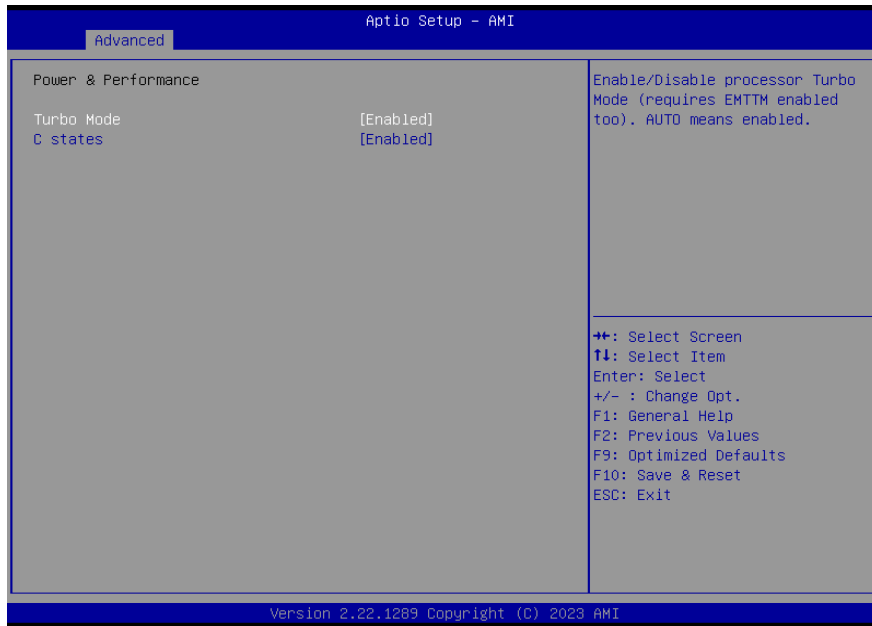 Aptio Setup – AMI
Advanced
Power & Performance
Turbo Mode [Enabled]
C states [Enabled]
Enable/Disable processor Turbo
Mode (requires EMTTM enabled
too). AUTO means enabled.
→←: Select Screen
↑↓: Select Item
Enter: Select
+/- : Change Opt.
F1: General Help
F2: Previous Values
F9: Optimized Defaults
F10: Save & Reset
ESC: Exit
Version 2.22.1289 Copyright (C) 2023 AMI